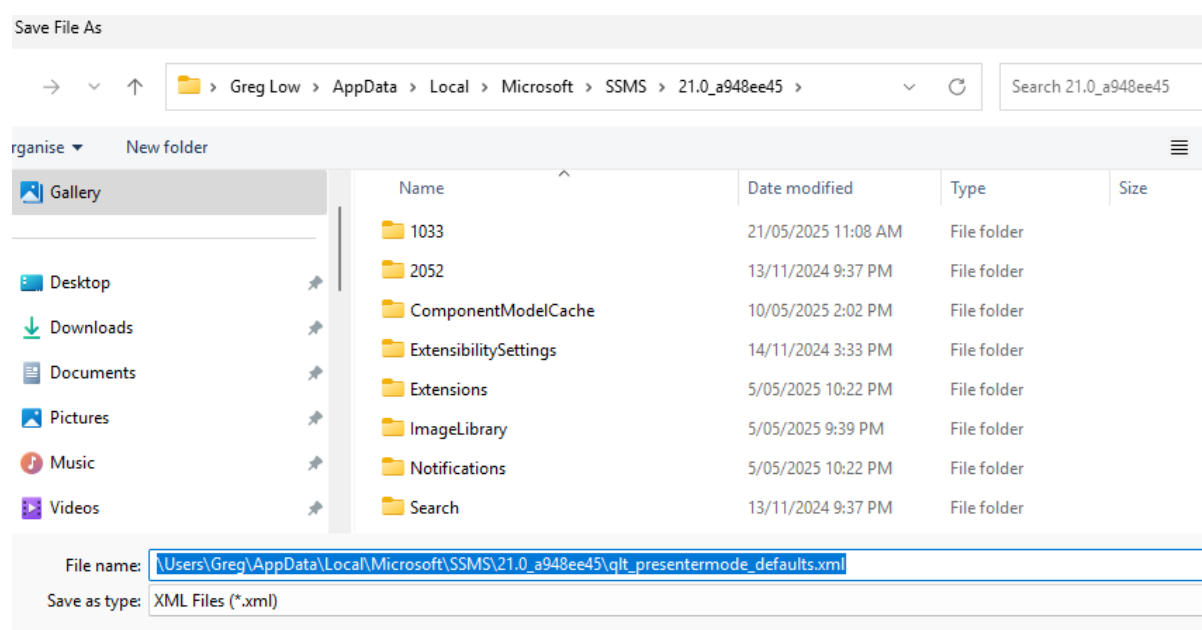 Save File As
Greg Low > AppData > Local > Microsoft > SSMS > 21.0_a948ee45 >
Search 21.0_a948ee45
rganise
New folder
Gallery
Desktop
Downloads
Documents
Pictures
Music
Videos
Name Date modified Type Size
1033 21/05/2025 11:08 AM File folder
2052 13/11/2024 9:37 PM File folder
ComponentModelCache 10/05/2025 2:02 PM File folder
ExtensibilitySettings 14/11/2024 3:33 PM File folder
Extensions 5/05/2025 10:22 PM File folder
ImageLibrary 5/05/2025 9:39 PM File folder
Notifications 5/05/2025 10:22 PM File folder
Search 13/11/2024 9:37 PM File folder
File name: \Users\Greg\AppData\Local\Microsoft\SSMS\21.0_a948ee45\qlt_presentermode_defaults.xml
Save as type: XML Files (*.xml)